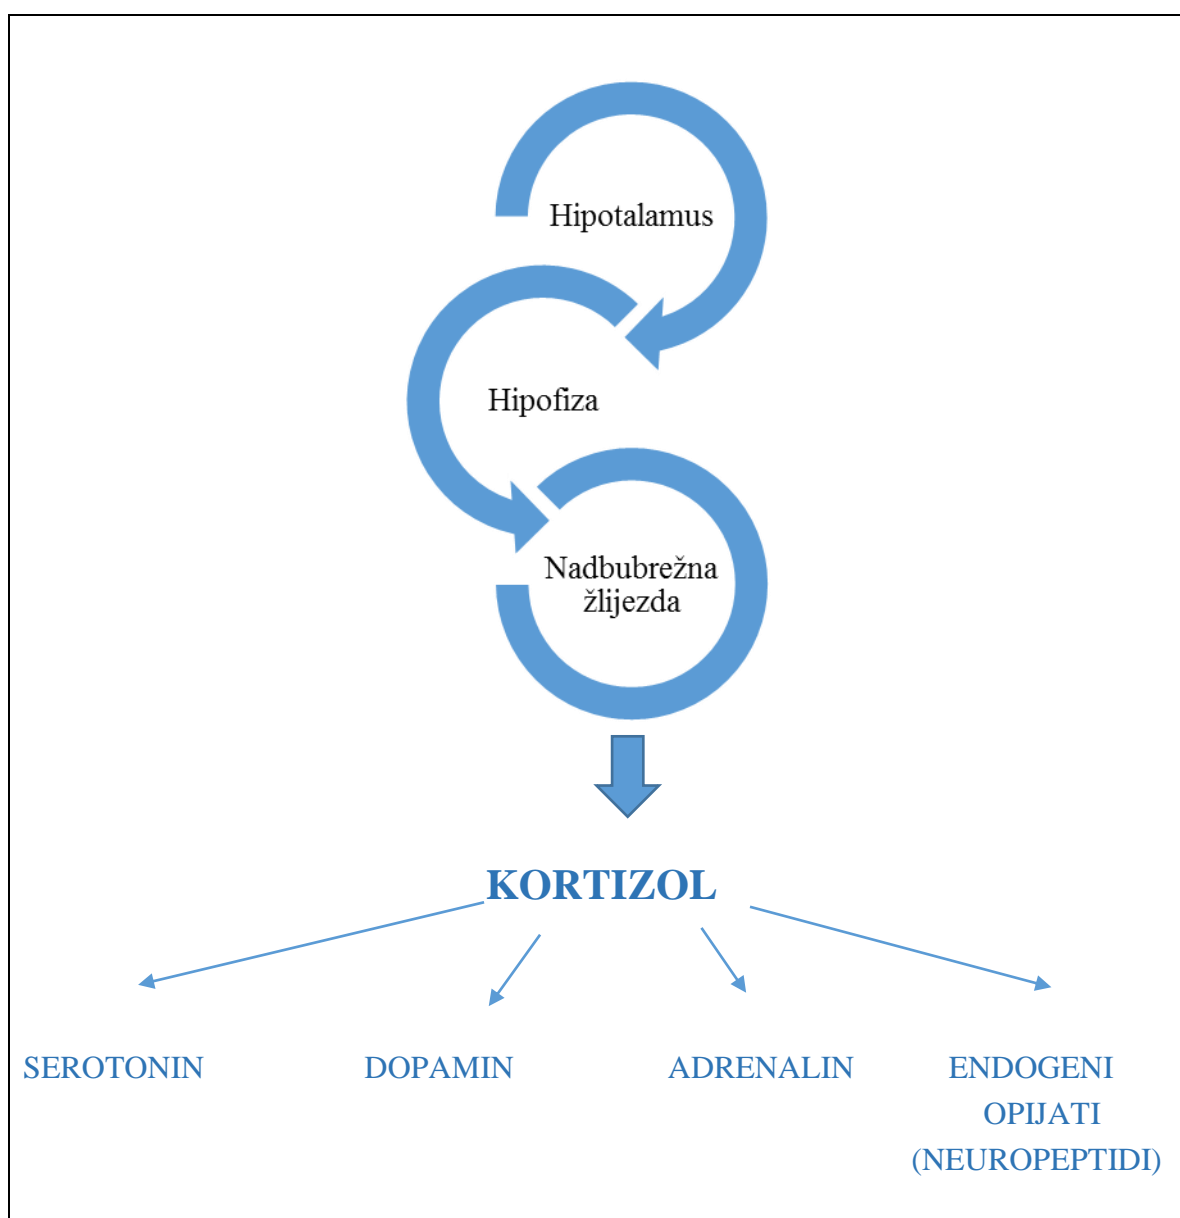 Hipotalamus
Hipofiza
Nadbubrežna
žlijezda
KORTIZOL
SEROTONIN
DOPAMIN
ADRENALIN
ENDOGENI
OPIJATI
(NEUROPEPTIDI)